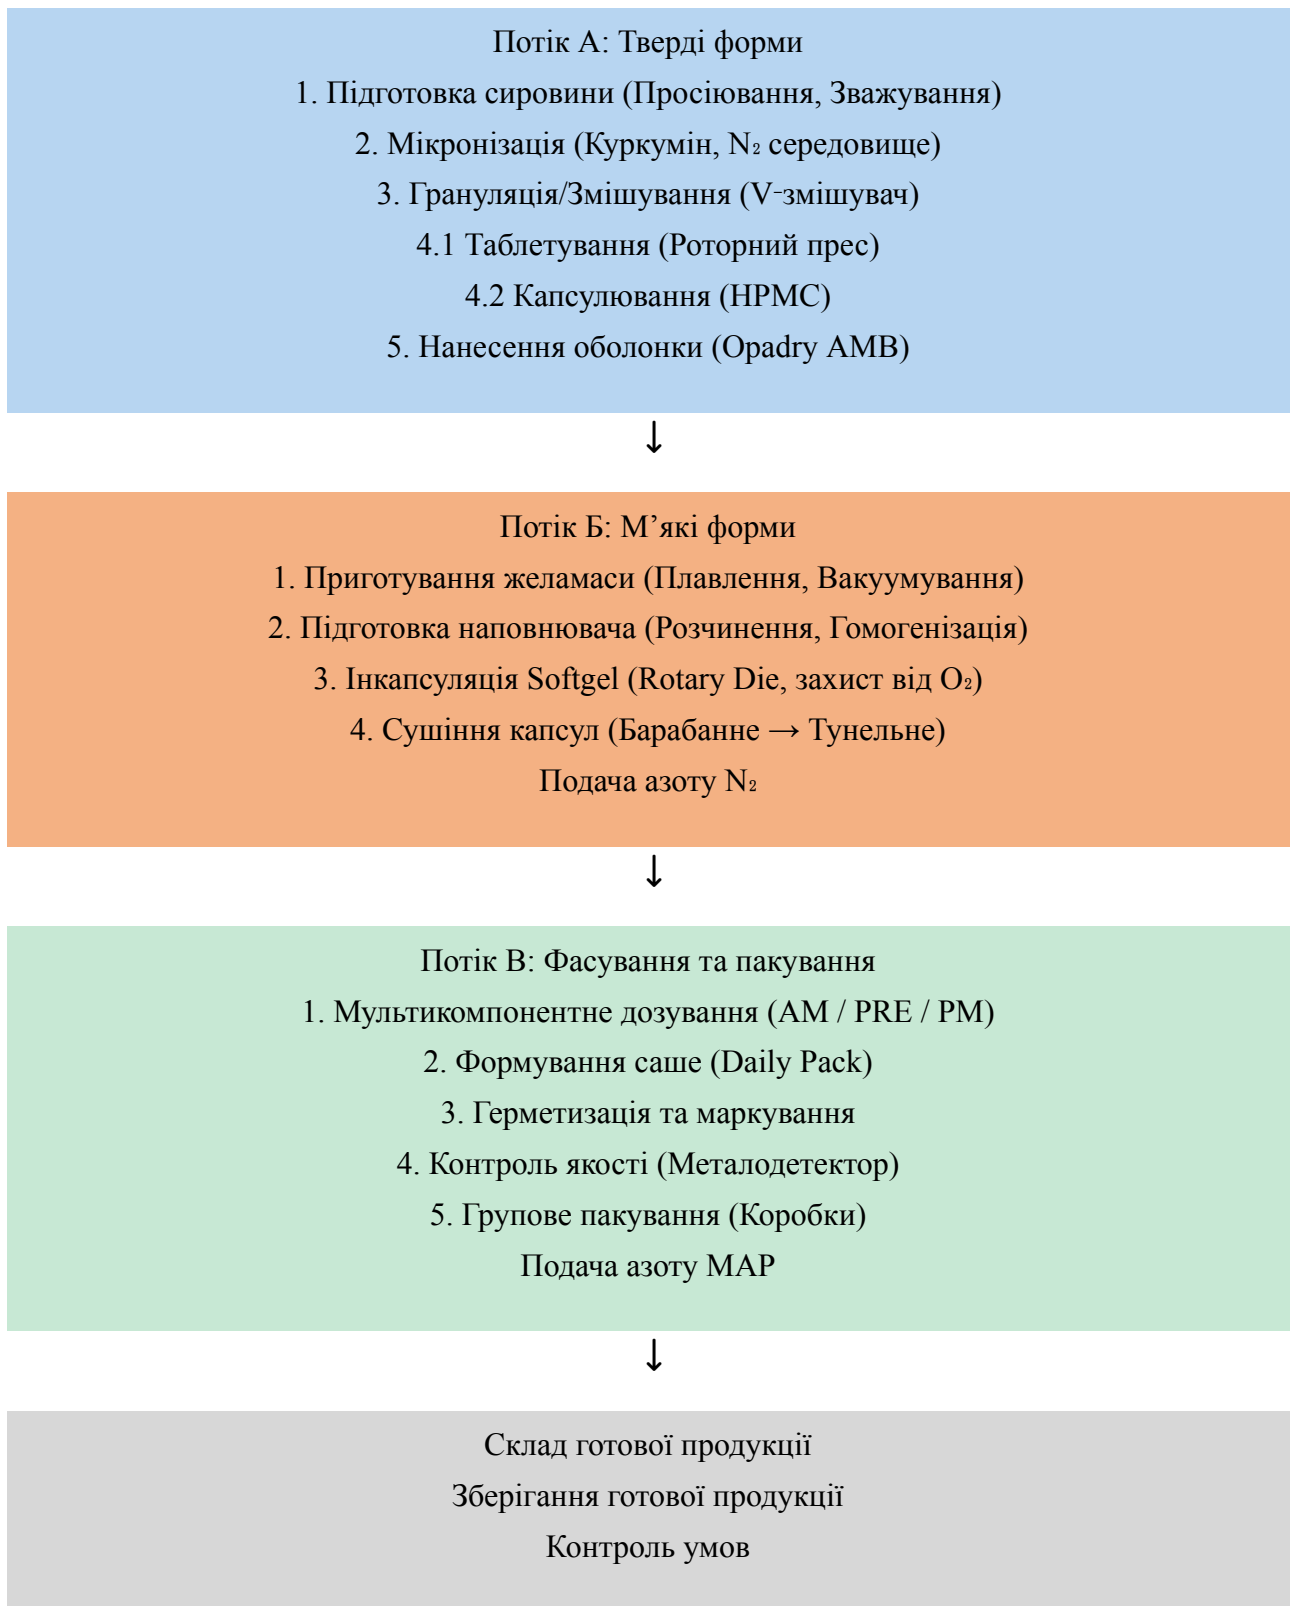 Потік А: Тверді форми
1. Підготовка сировини (Просіювання, Зважування)
2. Мікронізація (Куркумін, N₂ середовище)
3. Грануляція/Змішування (V-змішувач)
4.1 Таблетування (Роторний прес)
4.2 Капсулювання (HPMC)
5. Нанесення оболонки (Opadry AMB)
↓
Потік Б: М’які форми
1. Приготування желамаси (Плавлення, Вакуумування)
2. Підготовка наповнювача (Розчинення, Гомогенізація)
3. Інкапсуляція Softgel (Rotary Die, захист від O₂)
4. Сушіння капсул (Барабанне → Тунельне)
Подача азоту N₂
↓
Потік В: Фасування та пакування
1. Мультикомпонентне дозування (AM / PRE / PM)
2. Формування саше (Daily Pack)
3. Герметизація та маркування
4. Контроль якості (Металодетектор)
5. Групове пакування (Коробки)
Подача азоту MAP
↓
Склад готової продукції
Зберігання готової продукції
Контроль умов